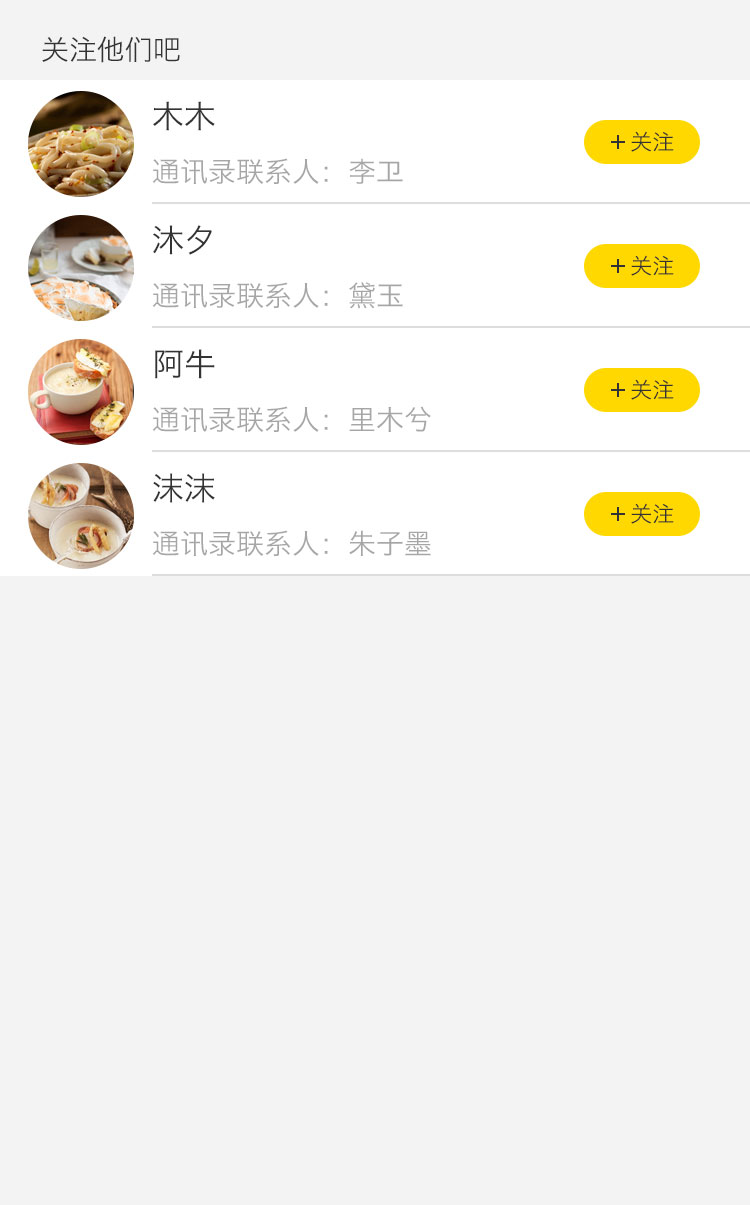 关注他们吧
木木
通讯录联系人：李卫
+关注
沐夕
通讯录联系人：黛玉
+关注
阿牛
通讯录联系人：里木兮
+关注
沫沫
通讯录联系人：朱子墨
+关注